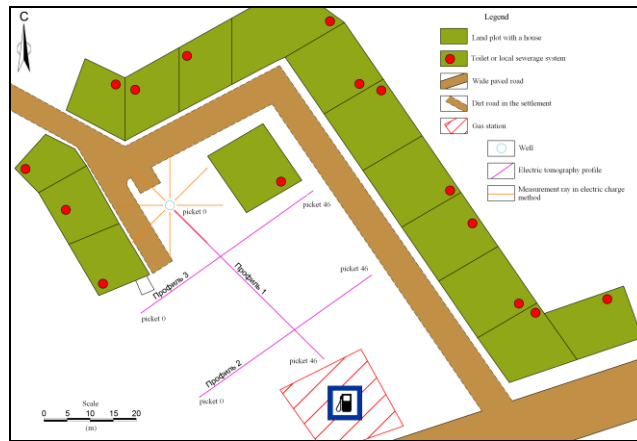 С
Legend
Land plot with a house
Toilet or local sewerage system
Wide paved road
Dirt road in the settlement
Gas station
Well
Electric tomography profile
Measurement ray in electric charge
method
picket 0
picket 46
Профиль 3
Профиль 1
picket 46
picket 0
Профиль 2
picket 46
picket 0
Scale
0 5 10 15 20
(m)